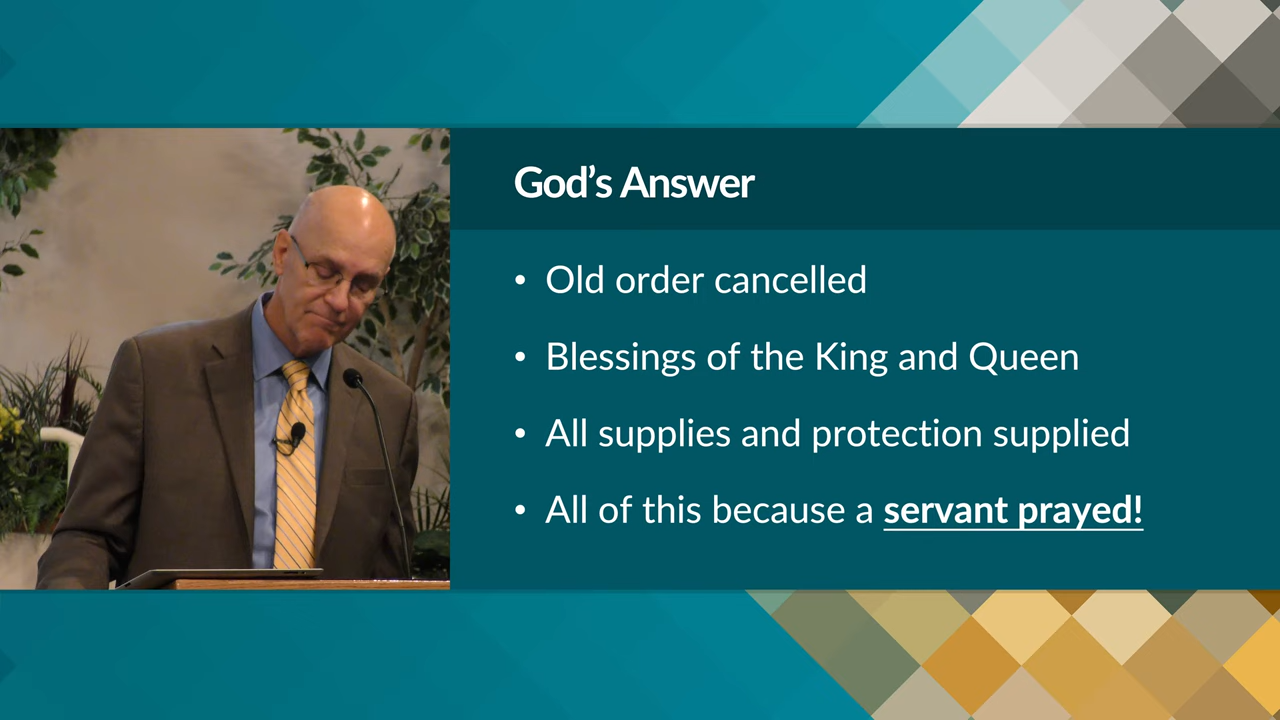 God’s Answer
• Old order cancelled
• Blessings of the King and Queen
• All supplies and protection supplied
• All of this because a servant prayed!